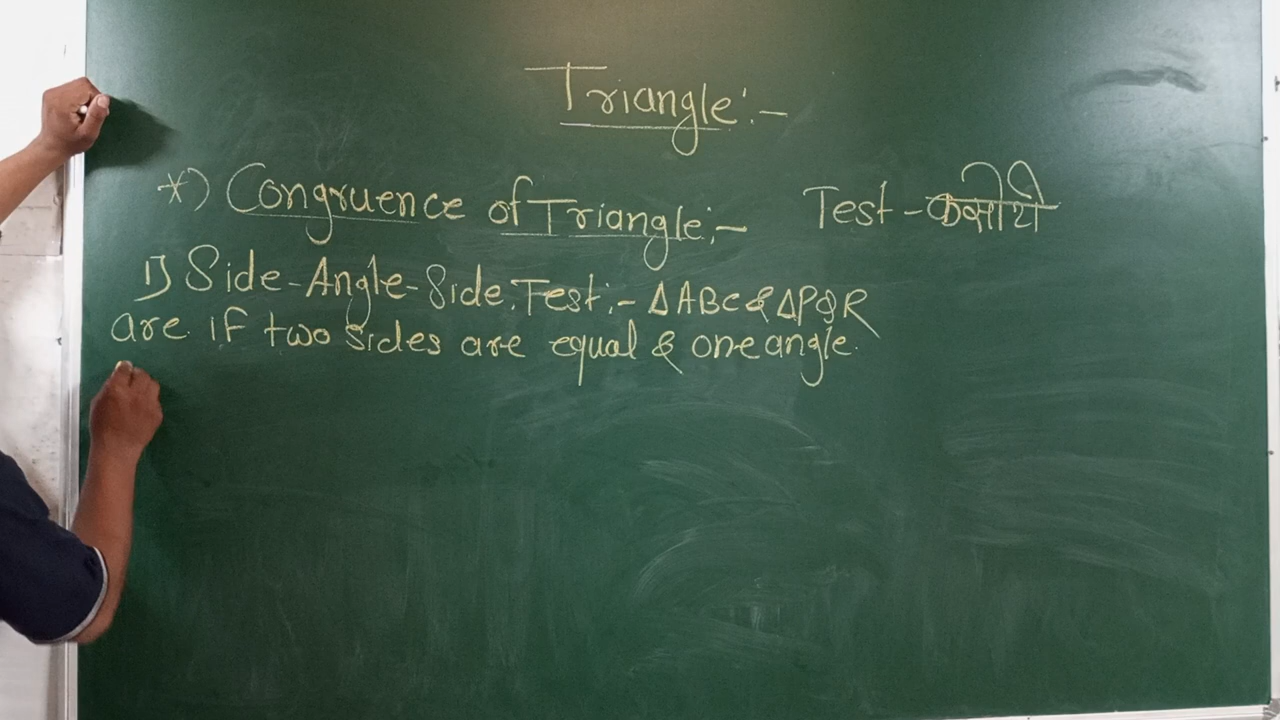 Triangle:-
*) Congruence of Triangle:- Test - कसोटी
1) Side-Angle-Side Test:- ΔABC & ΔPQR
are if two sides are equal & one angle.